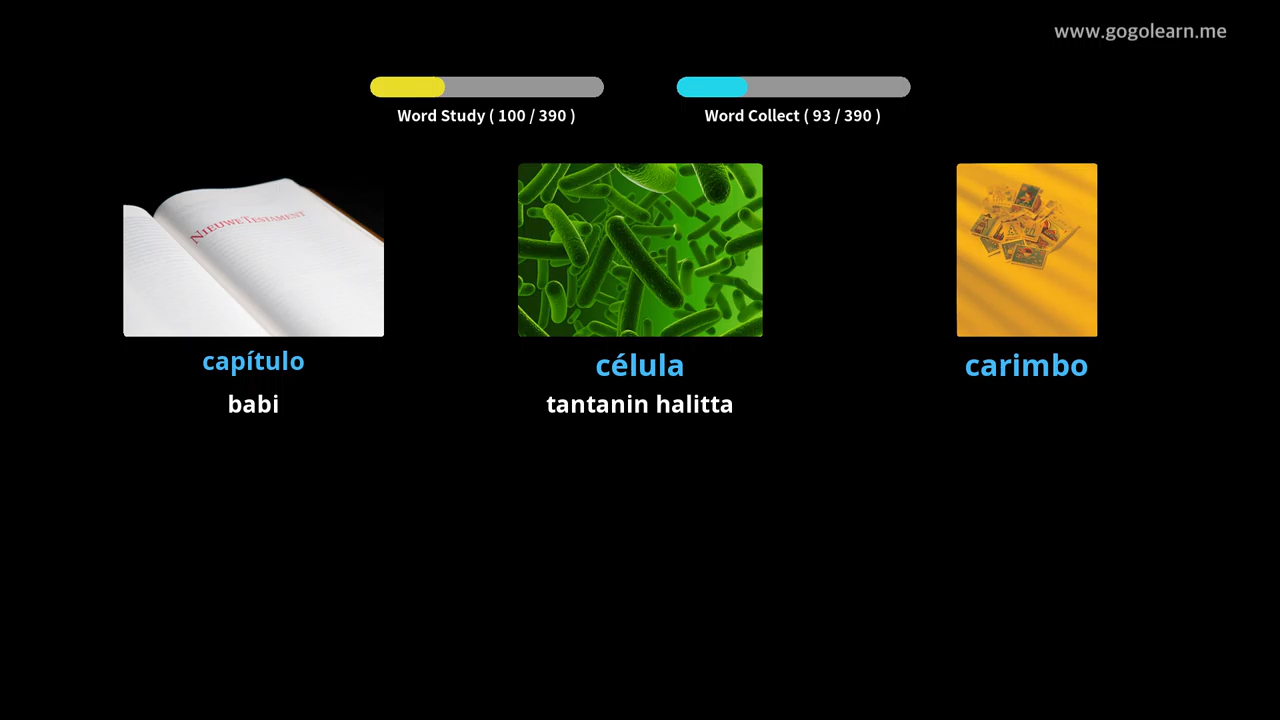 www.gogolearn.me
Word Study ( 100 / 390 )
Word Collect ( 93 / 390 )
NIEUWE TESTAMENT
capítulo
célula
carimbo
babi
tantanin halitta